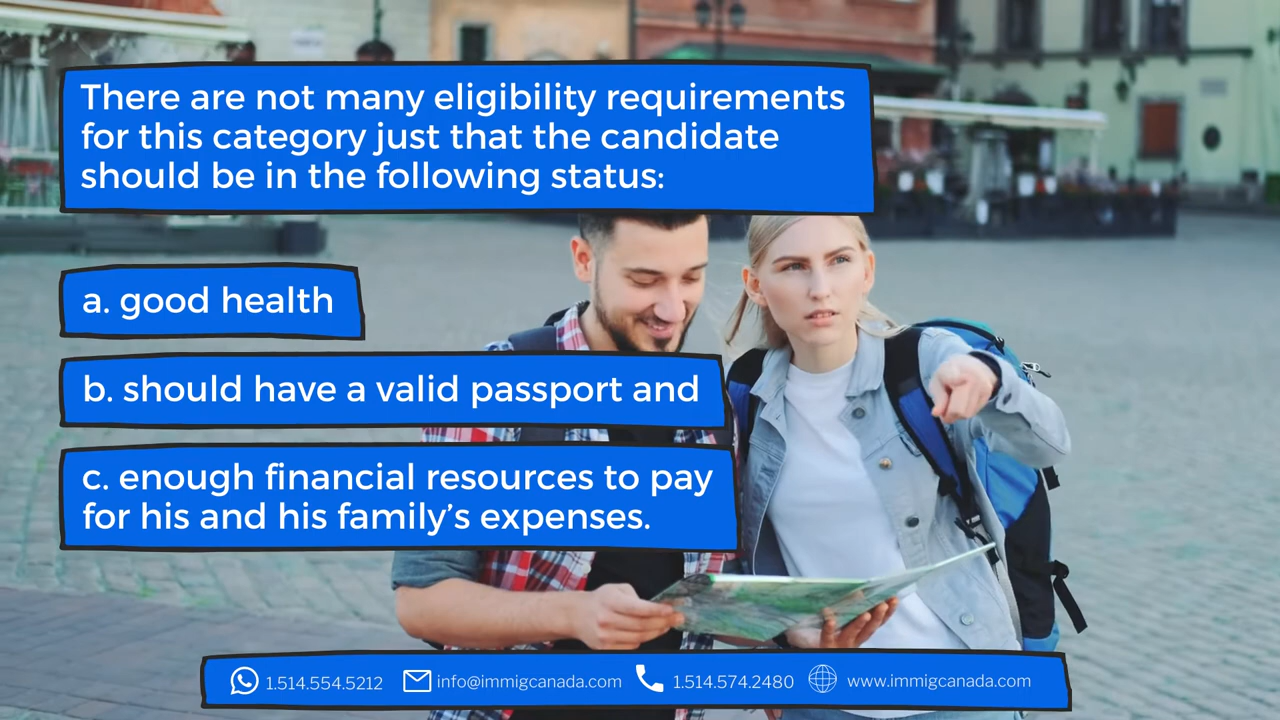 There are not many eligibility requirements
for this category just that the candidate
should be in the following status:
a. good health
b. should have a valid passport and
c. enough financial resources to pay
for his and his family’s expenses.
1.514.554.5212 info@immigcanada.com 1.514.574.2480 www.immigcanada.com